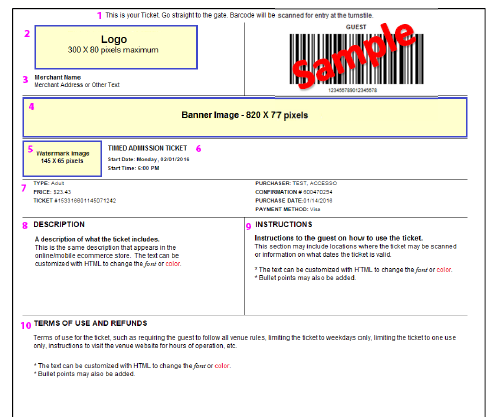 1 This is your Ticket. Go straight to the gate. Barcode will be scanned for entry at the turnstile.
2
Logo
300 X 80 pixels maximum
GUEST
sample
3 Merchant Name
Merchant Address or Other Text
4
Banner Image - 820 X 77 pixels
5
Watermark Image
145 X 65 pixels
TIMED ADMISSION TICKET 6
Start Date: Monday, 02/01/2016
Start Time: 6:00 PM
7
TYPE: Adult
PRICE: $23.43
TICKET
PURCHASER: TEST, ACCESSO
CONFIRMATION # 600470254
PURCHASE DATE:01/14/2016
PAYMENT METHOD: Visa
8 DESCRIPTION
A description of what the ticket includes.
This is the same description that appears in the
online/mobile ecommerce store. The text can be
customized with HTML to change the font or color.
9 INSTRUCTIONS
Instructions to the guest on how to use the ticket.
This section may include locations where the ticket may be scanned
or information on what dates the ticket is valid.
* The text can be customized with HTML to change the font or color.
* Bullet points may also be added.
10 TERMS OF USE AND REFUNDS
Terms of use for the ticket, such as requiring the guest to follow all venue rules, limiting the ticket to weekdays only, limiting the ticket to one use
only, instructions to visit the venue website for hours of operation, etc.
* The text can be customized with HTML to change the font or color.
* Bullet points may also be added.